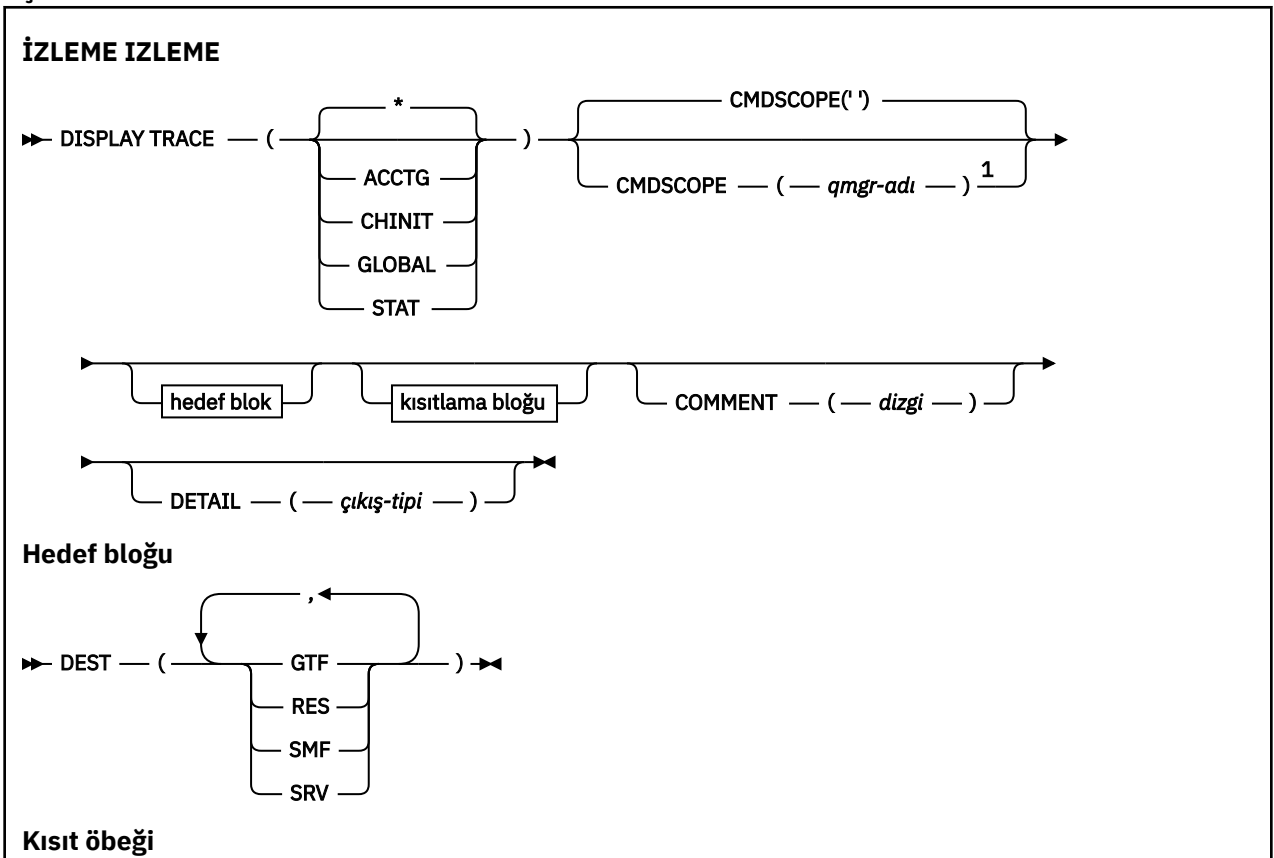 İZLEME IZLEME
*
CMDSCOPE(' ')
DISPLAY TRACE ( )
ACCTG
CHINIT
GLOBAL
STAT
CMDSCOPE ( qmgr-adı ) 1
hedef blok
kısıtlama bloğu
COMMENT ( dizgi )
DETAIL ( çıkış-tipi )
Hedef bloğu
,
DEST ( GTF )
RES
SMF
SRV
Kısıt öbeği